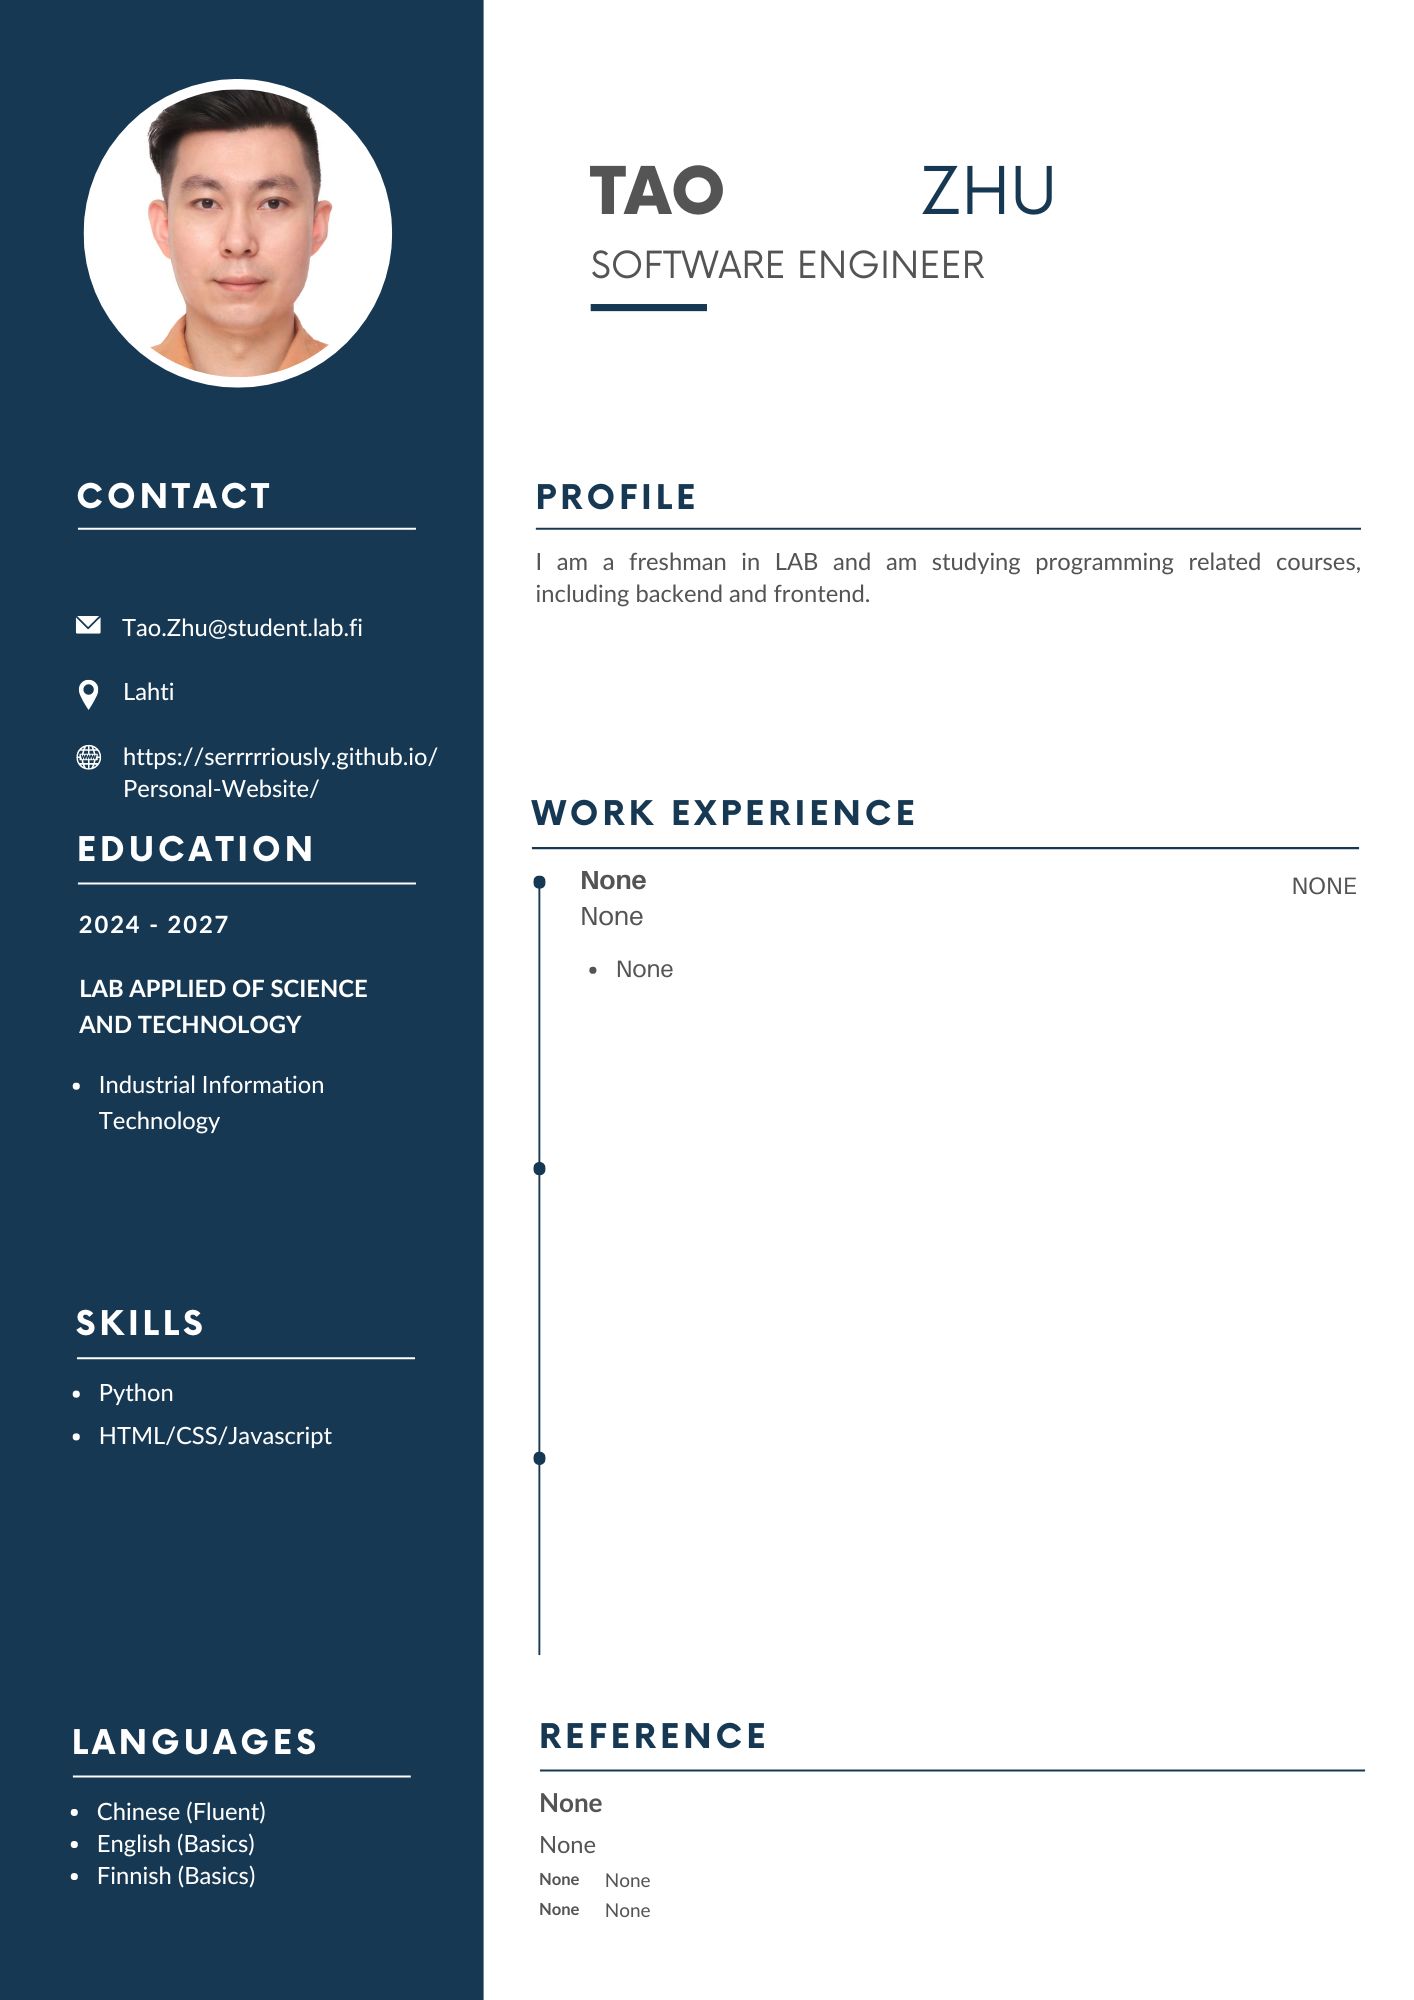 TAO ZHU
SOFTWARE ENGINEER
CONTACT
Tao.Zhu@student.lab.fi
Lahti
https://serrrrriously.github.io/
Personal-Website/
EDUCATION
2024 - 2027
LAB APPLIED OF SCIENCE
AND TECHNOLOGY
Industrial Information
Technology
SKILLS
Python
HTML/CSS/Javascript
LANGUAGES
Chinese (Fluent)
English (Basics)
Finnish (Basics)
PROFILE
I am a freshman in LAB and am studying programming related courses,
including backend and frontend.
WORK EXPERIENCE
None NONE
None
None
REFERENCE
None
None
None None
None None